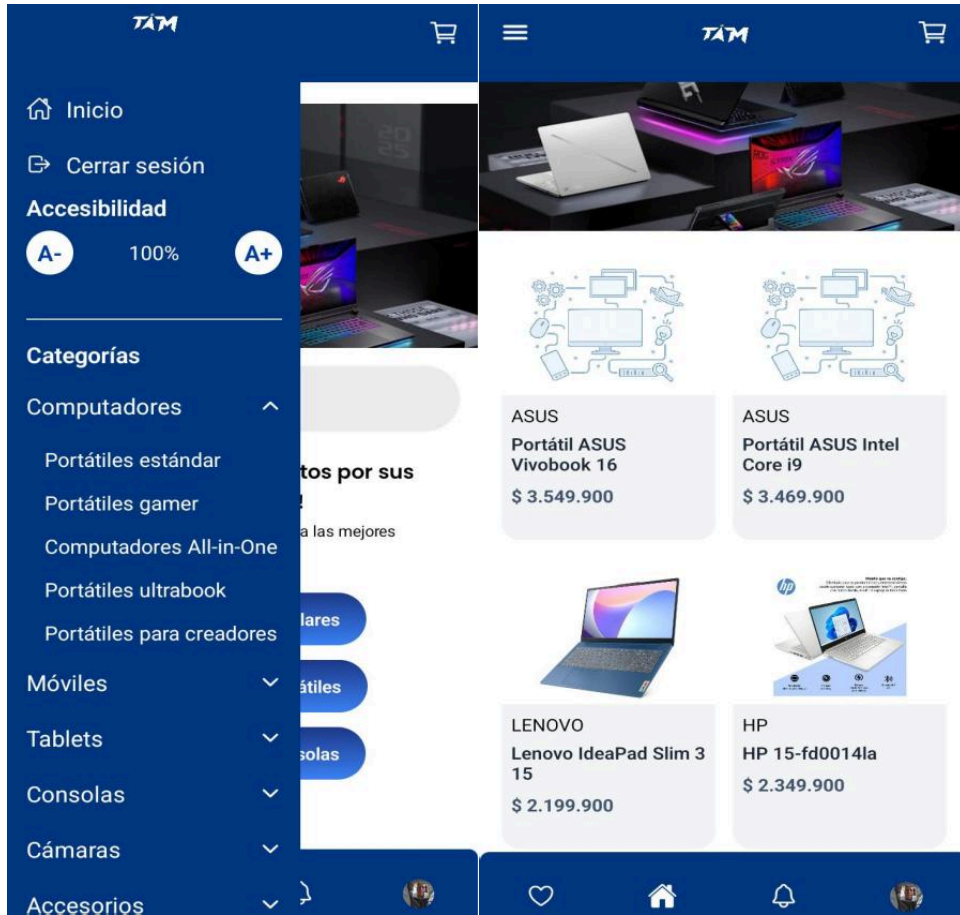 TÁM
Inicio
Cerrar sesión
Accesibilidad
A-
100%
A+
Categorías
Computadores
Portátiles estándar
Portátiles gamer
Computadores All-in-One
Portátiles ultrabook
Portátiles para creadores
Móviles
Tablets
Consolas
Cámaras
Accesorios
tos por sus
!
a las mejores
lares
átiles
solas
TÁM
ASUS
Portátil ASUS
Vivobook 16
$ 3.549.900
ASUS
Portátil ASUS Intel
Core i9
$ 3.469.900
LENOVO
Lenovo IdeaPad Slim 3
15
$ 2.199.900
hp
HP
HP 15-fd0014la
$ 2.349.900